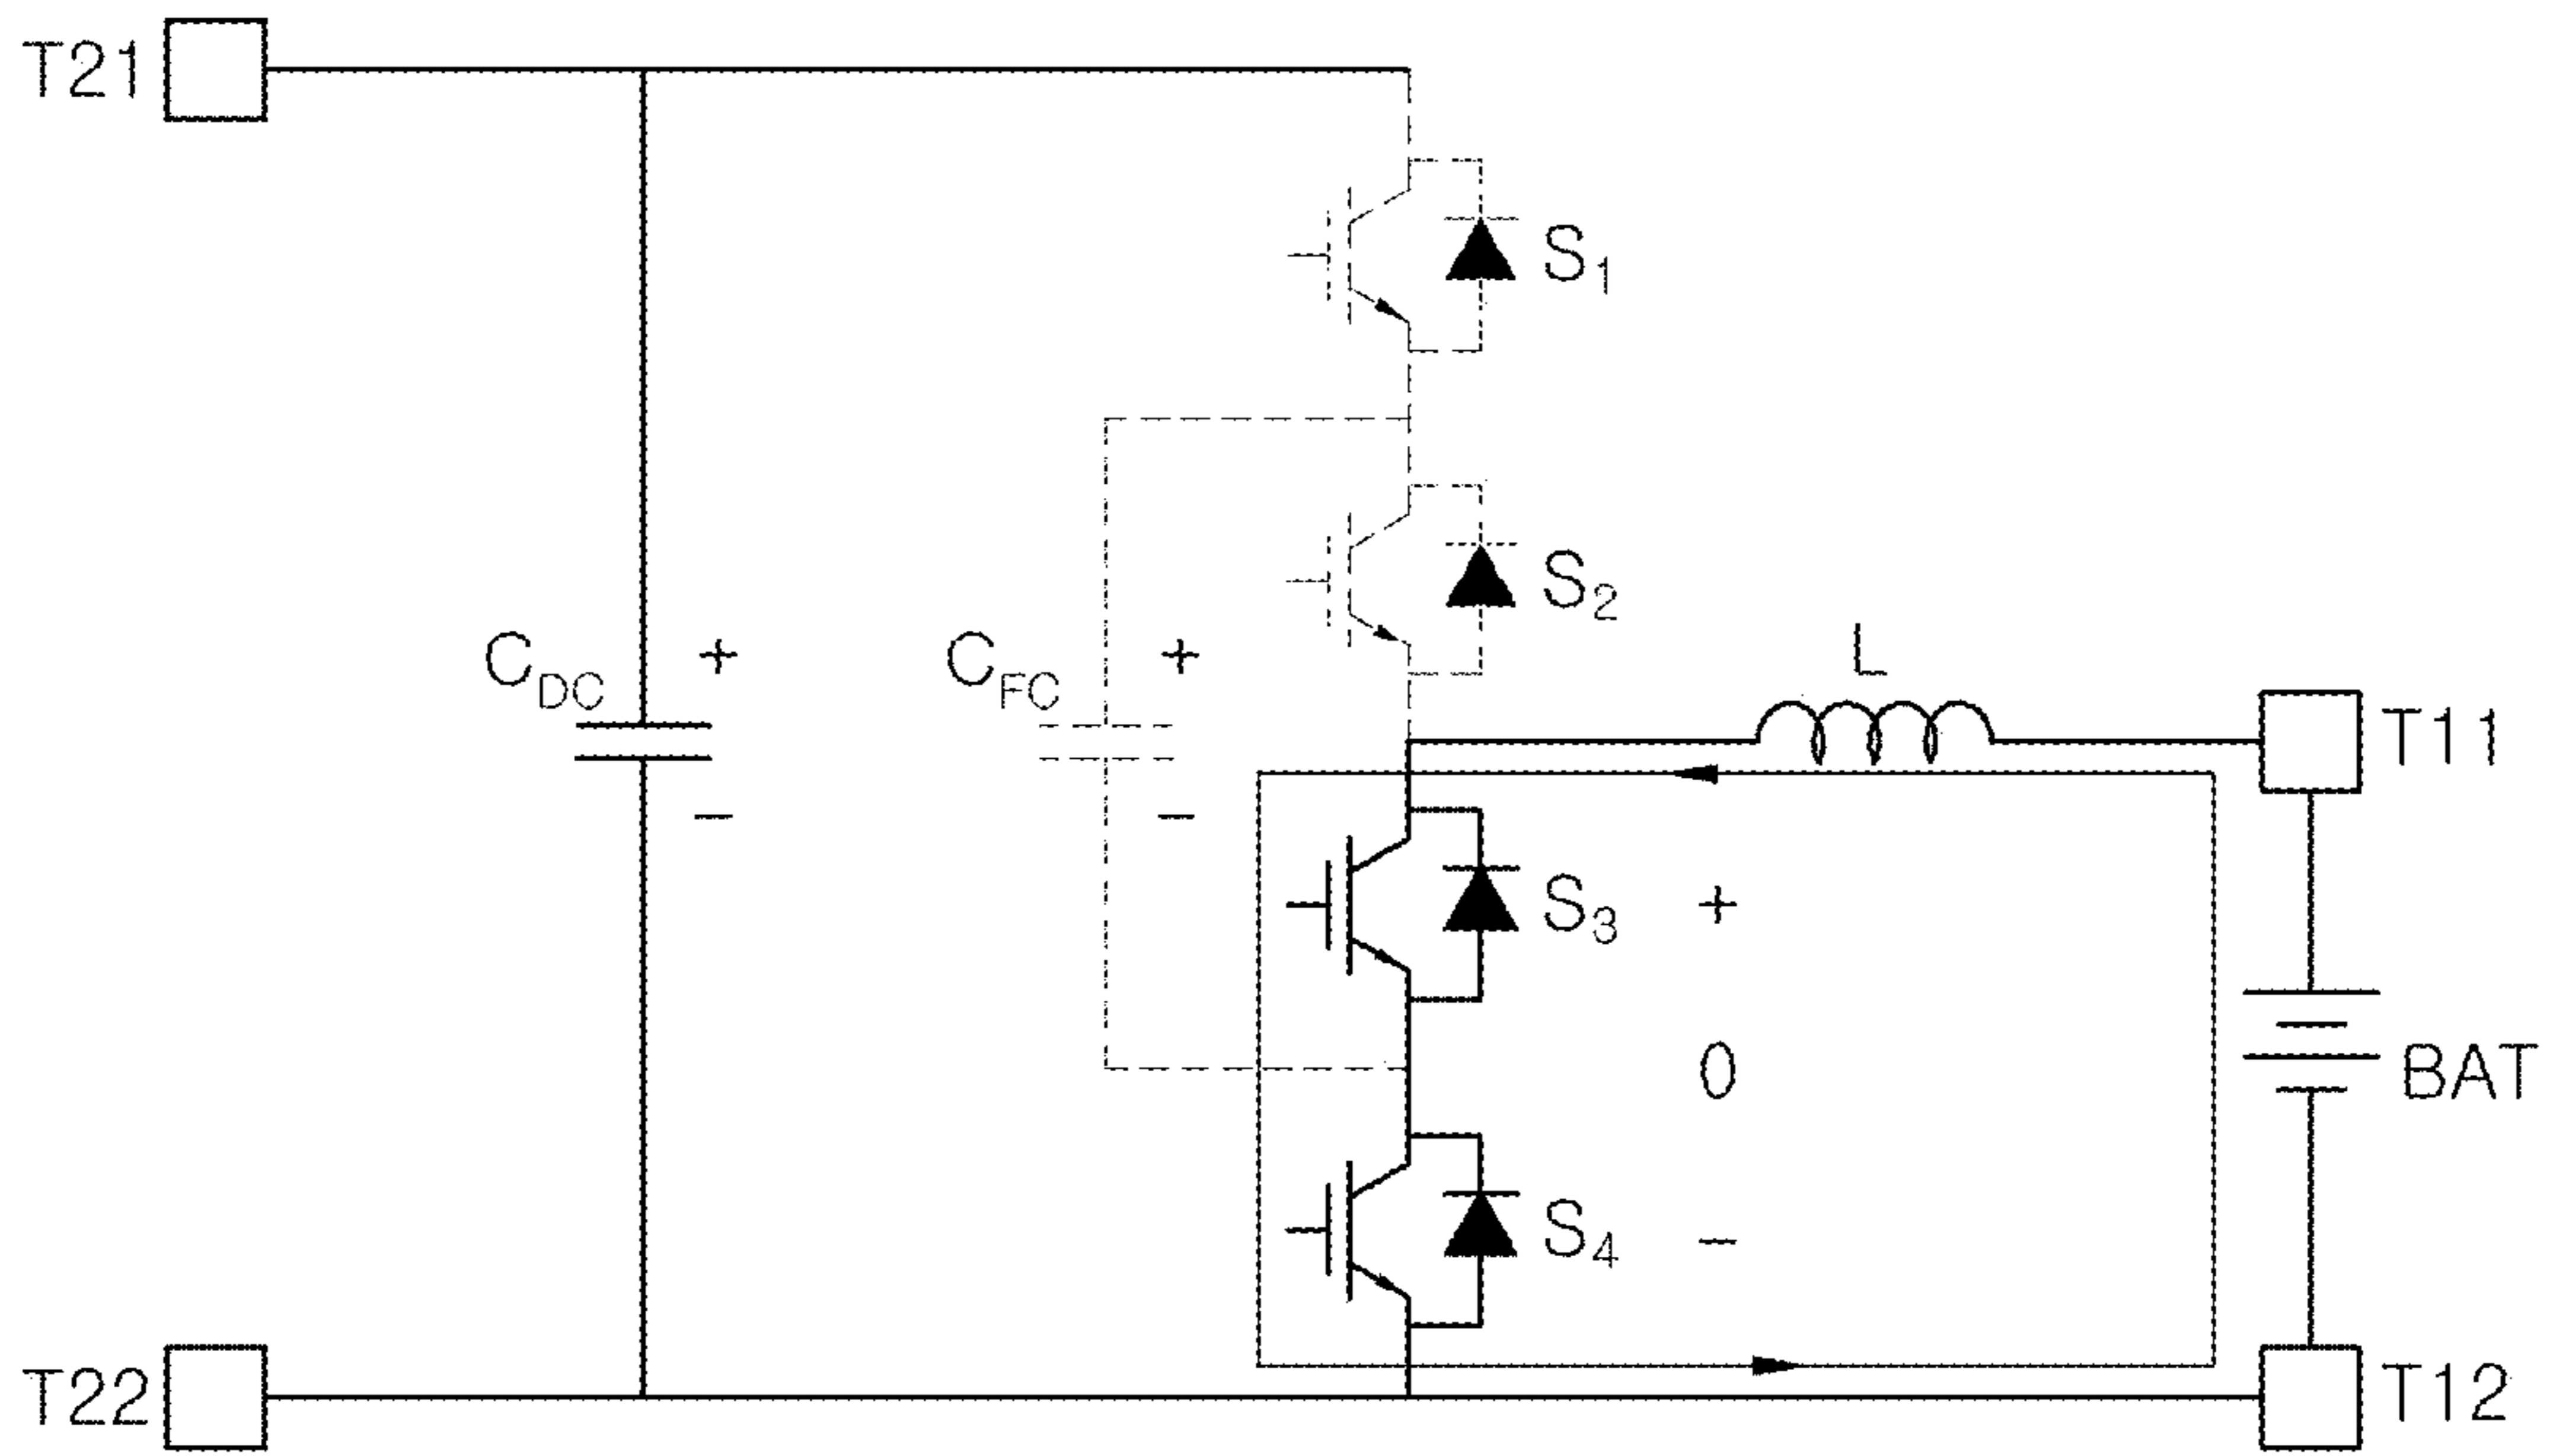 T21
S1
S2
CDC
+
−
CFC
+
−
L
T11
S3
+
0
BAT
S4
−
T22
T12